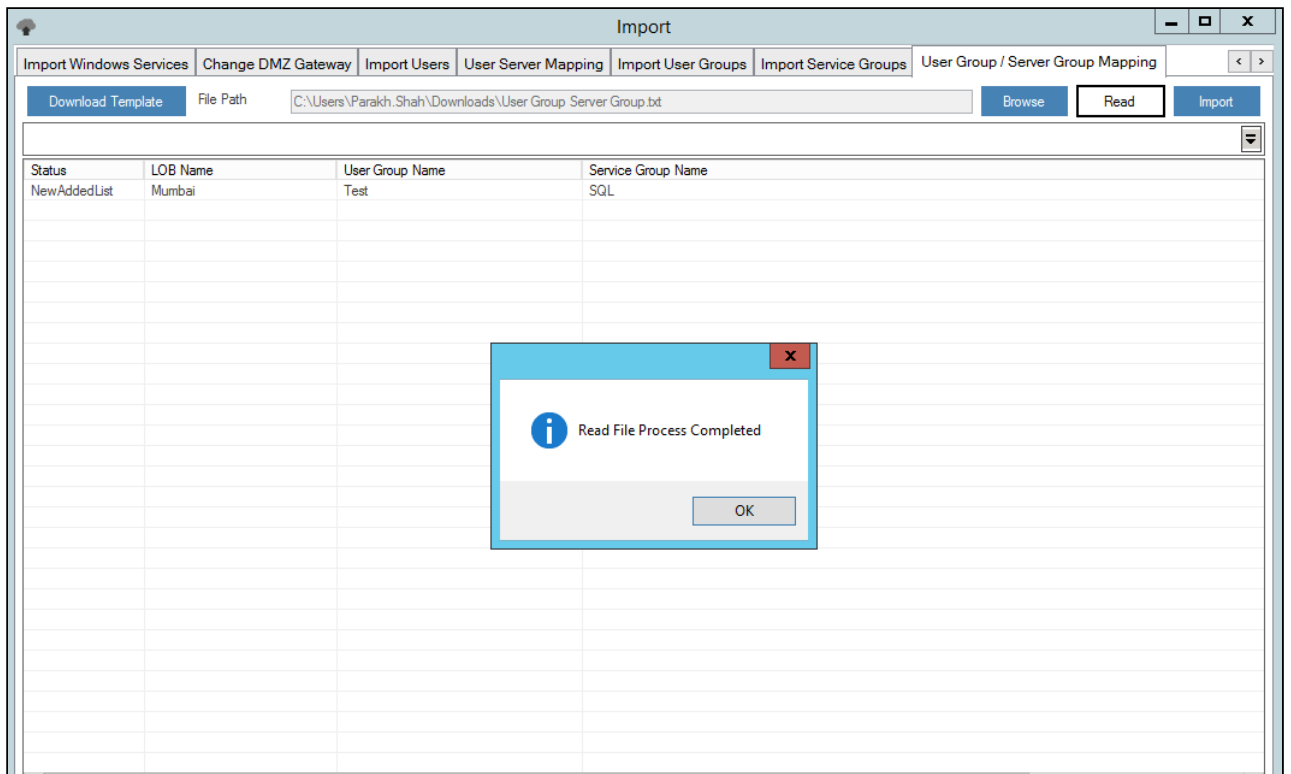 Import
Import Windows Services Change DMZ Gateway Import Users User Server Mapping Import User Groups Import Service Groups User Group / Server Group Mapping
Download Template File Path C:\Users\Parakh.Shah\Downloads\User Group Server Group.txt Browse Read Import
Status LOB Name User Group Name Service Group Name
NewAddedList Mumbai Test SQL
Read File Process Completed
OK